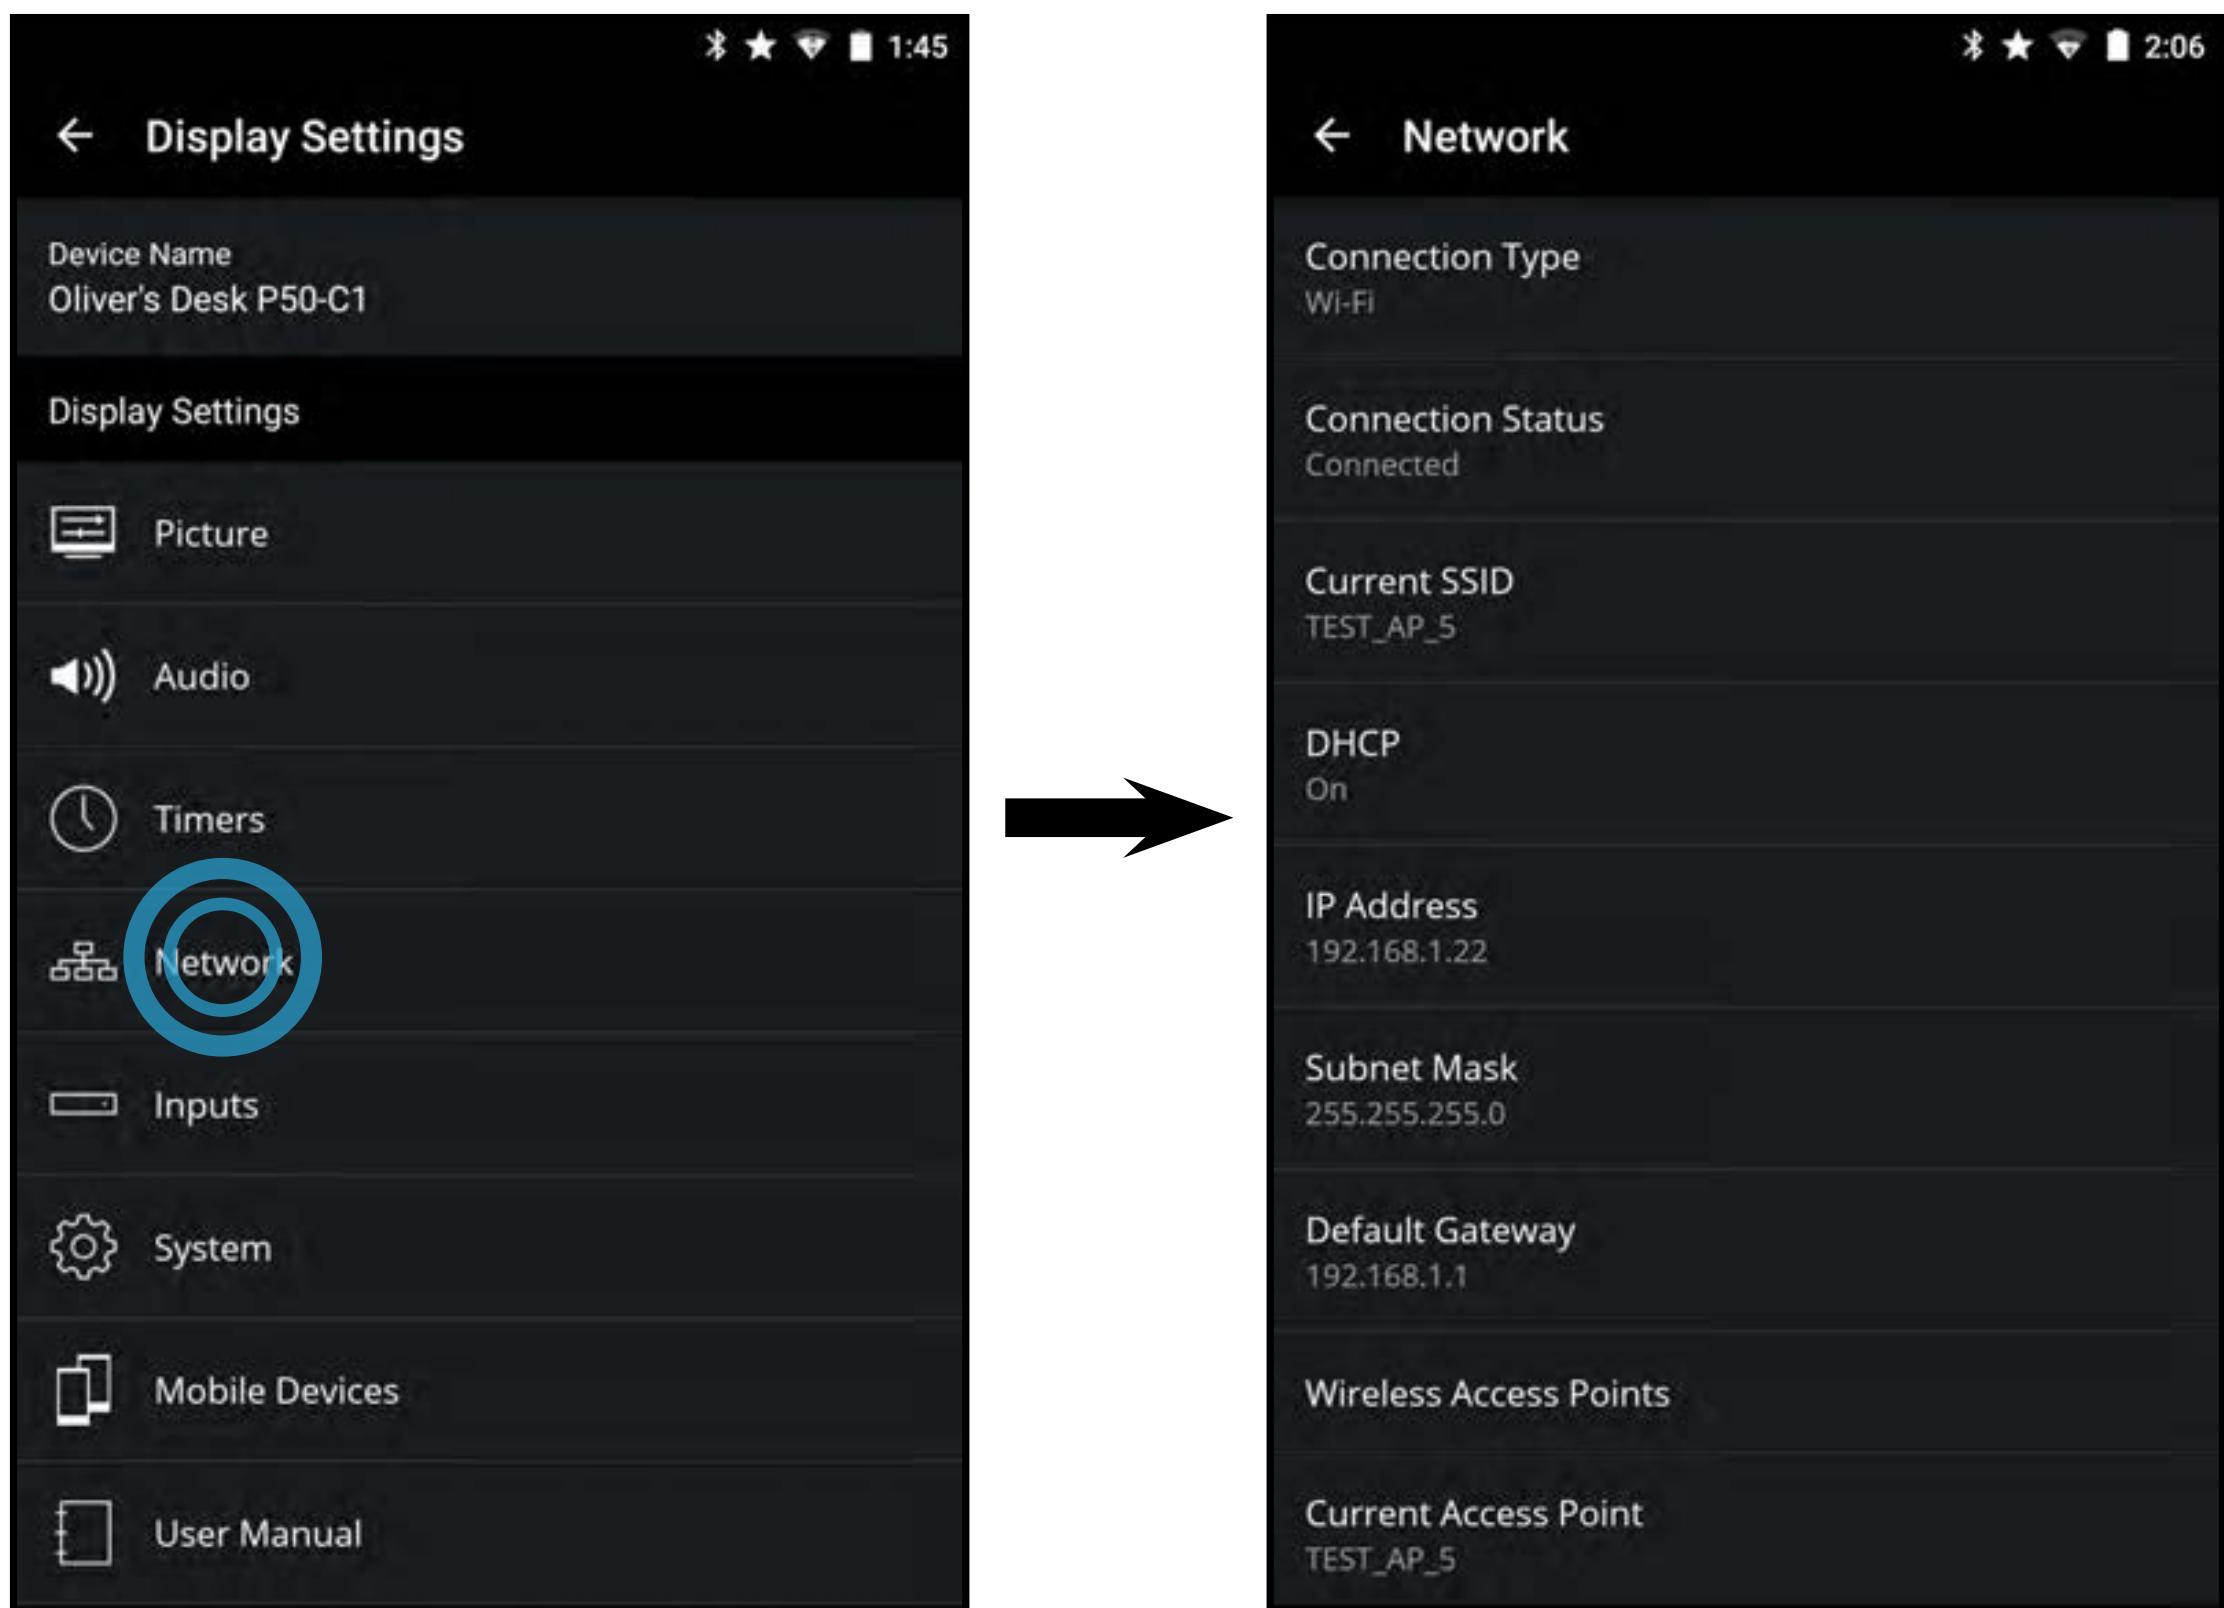 1:45
Display Settings
Device Name
Oliver's Desk P50-C1
Display Settings
Picture
Audio
Timers
Network
Inputs
System
Mobile Devices
User Manual
2:06
Network
Connection Type
Wi-Fi
Connection Status
Connected
Current SSID
TEST_AP_5
DHCP
On
IP Address
192.168.1.22
Subnet Mask
255.255.255.0
Default Gateway
192.168.1.1
Wireless Access Points
Current Access Point
TEST_AP_5